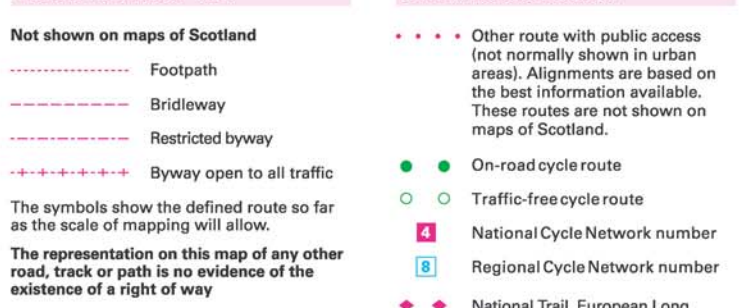 Not shown on maps of Scotland
Footpath
Bridleway
Restricted byway
Byway open to all traffic
The symbols show the defined route so far
as the scale of mapping will allow.
The representation on this map of any other
road, track or path is no evidence of the
existence of a right of way
Other route with public access
(not normally shown in urban
areas). Alignments are based on
the best information available.
These routes are not shown on
maps of Scotland.
On-road cycle route
Traffic-free cycle route
4 National Cycle Network number
8 Regional Cycle Network number
National Trail, European Long